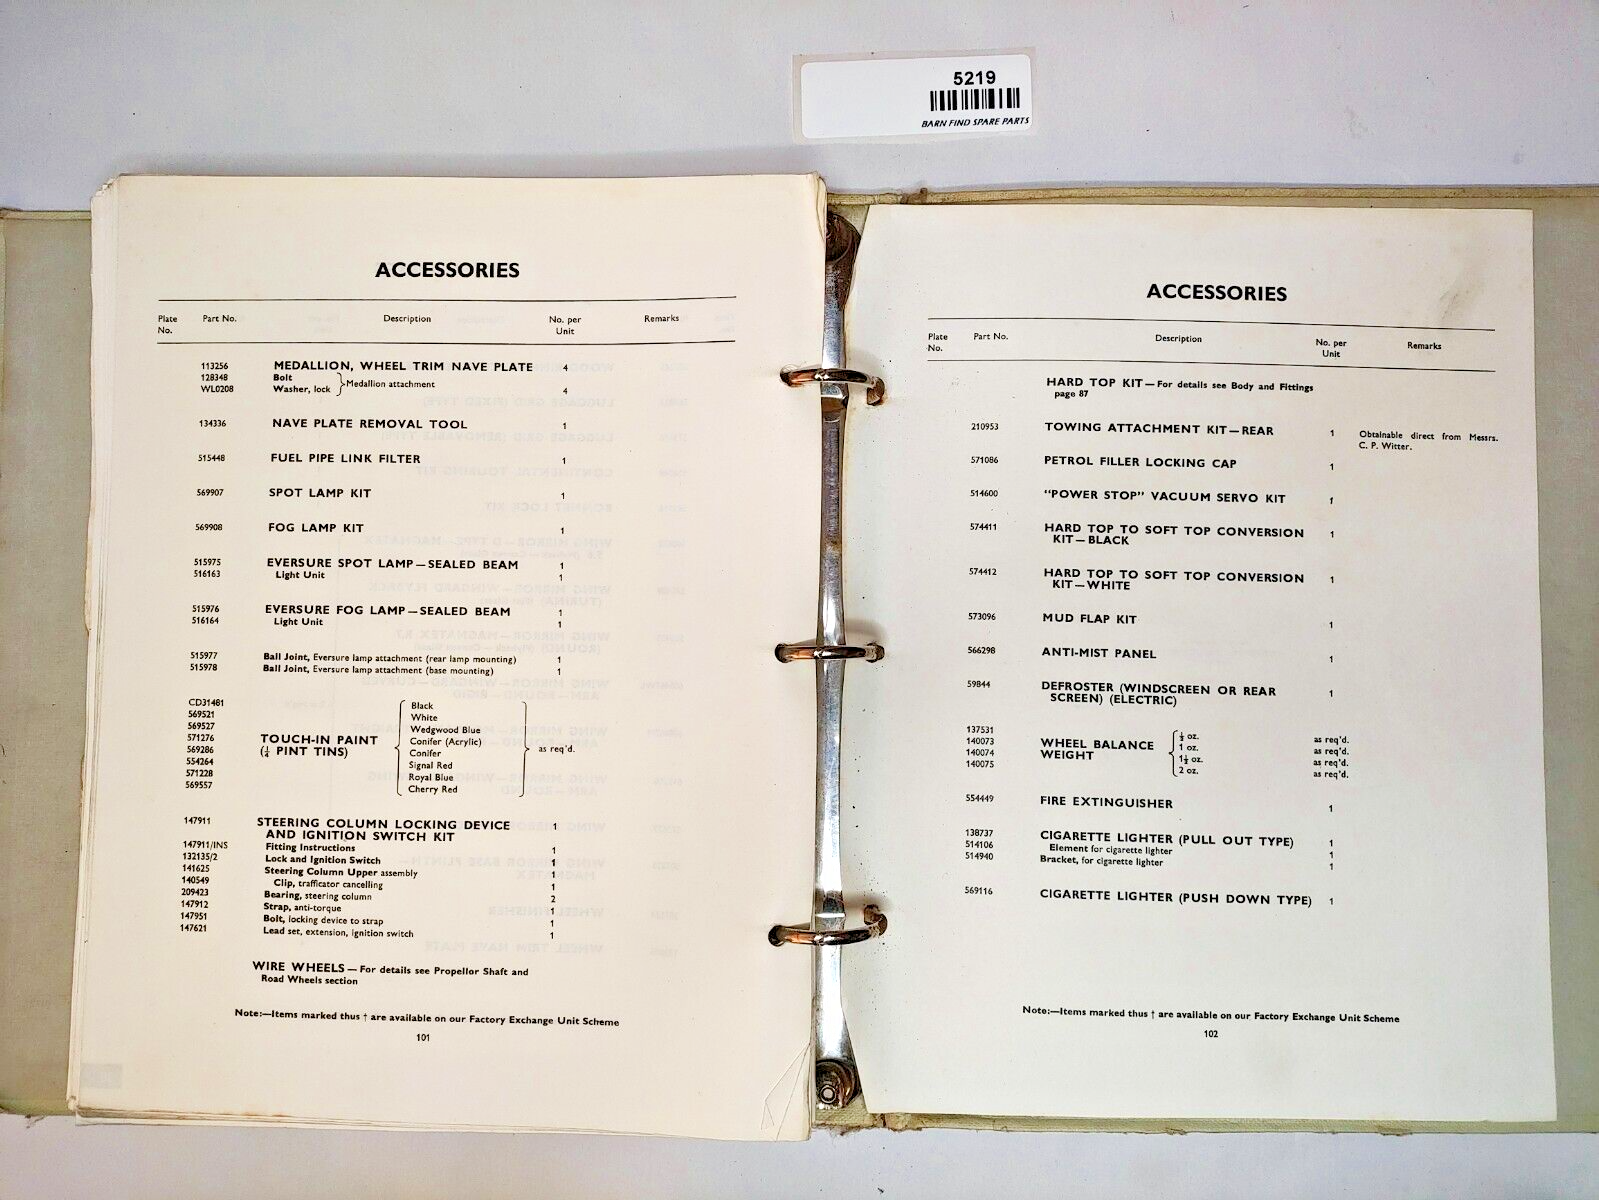 5219
BARN FIND SPARE PARTS
ACCESSORIES
Plate No. Part No. Description No. per Unit Remarks
113256 MEDALLION, WHEEL TRIM NAVE PLATE 4
128348 Bolt } Medallion attachment
WL0208 Washer, lock 4
134336 NAVE PLATE REMOVAL TOOL 1
515448 FUEL PIPE LINK FILTER 1
569907 SPOT LAMP KIT 1
569908 FOG LAMP KIT 1
515975 EVERSURE SPOT LAMP—SEALED BEAM 1
516163 Light Unit 1
515976 EVERSURE FOG LAMP—SEALED BEAM 1
516164 Light Unit 1
515977 Ball Joint, Eversure lamp attachment (rear lamp mounting) 1
515978 Ball Joint, Eversure lamp attachment (base mounting) 1
CD31481 Black
569521 White
569527 Wedgwood Blue
571276 TOUCH-IN PAINT Conifer (Acrylic) as req'd.
569286 (¼ PINT TINS) Conifer
554264 Signal Red
571228 Royal Blue
569557 Cherry Red
147911 STEERING COLUMN LOCKING DEVICE 1
AND IGNITION SWITCH KIT
147911/INS Fitting Instructions 1
132135/2 Lock and Ignition Switch 1
141625 Steering Column Upper assembly 1
140549 Clip, trafficator cancelling 1
209423 Bearing, steering column 2
147912 Strap, anti-torque 1
147951 Bolt, locking device to strap 1
147621 Lead set, extension, ignition switch 1
WIRE WHEELS—For details see Propellor Shaft and
Road Wheels section
Note:—Items marked thus † are available on our Factory Exchange Unit Scheme
101
ACCESSORIES
Plate No. Part No. Description No. per Unit Remarks
HARD TOP KIT—For details see Body and Fittings
page 87
210953 TOWING ATTACHMENT KIT—REAR 1 Obtainable direct from Messrs.
C. P. Witter.
571086 PETROL FILLER LOCKING CAP 1
514600 "POWER STOP" VACUUM SERVO KIT 1
574411 HARD TOP TO SOFT TOP CONVERSION 1
KIT—BLACK
574412 HARD TOP TO SOFT TOP CONVERSION 1
KIT—WHITE
573096 MUD FLAP KIT 1
566298 ANTI-MIST PANEL 1
59844 DEFROSTER (WINDSCREEN OR REAR 1
SCREEN) (ELECTRIC)
137531 ½ oz. as req'd.
140073 WHEEL BALANCE 1 oz. as req'd.
140074 WEIGHT 1½ oz. as req'd.
140075 2 oz. as req'd.
554449 FIRE EXTINGUISHER 1
138737 CIGARETTE LIGHTER (PULL OUT TYPE) 1
514106 Element for cigarette lighter 1
514940 Bracket, for cigarette lighter 1
569116 CIGARETTE LIGHTER (PUSH DOWN TYPE) 1
Note:—Items marked thus † are available on our Factory Exchange Unit Scheme
102